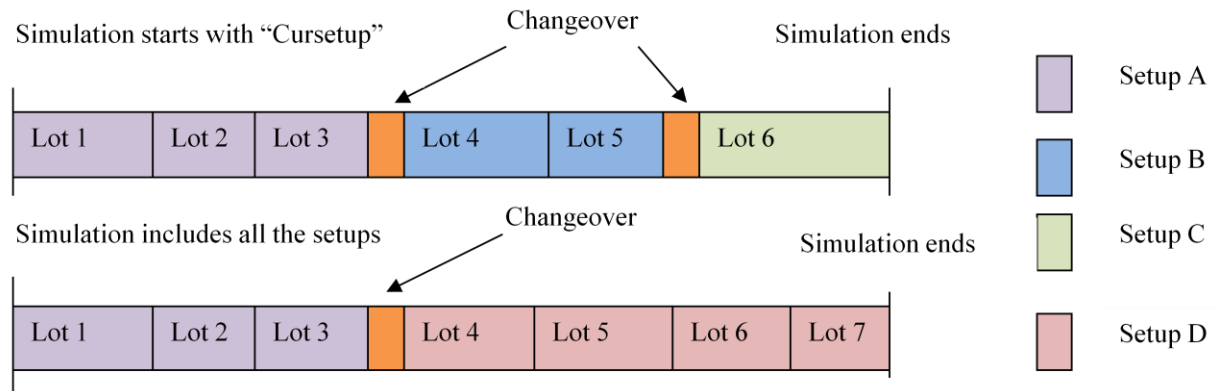 Changeover
Simulation starts with “Cursetup”
Simulation ends
Lot 1
Lot 2
Lot 3
Lot 4
Lot 5
Lot 6
Changeover
Simulation includes all the setups
Simulation ends
Lot 1
Lot 2
Lot 3
Lot 4
Lot 5
Lot 6
Lot 7
Setup A
Setup B
Setup C
Setup D